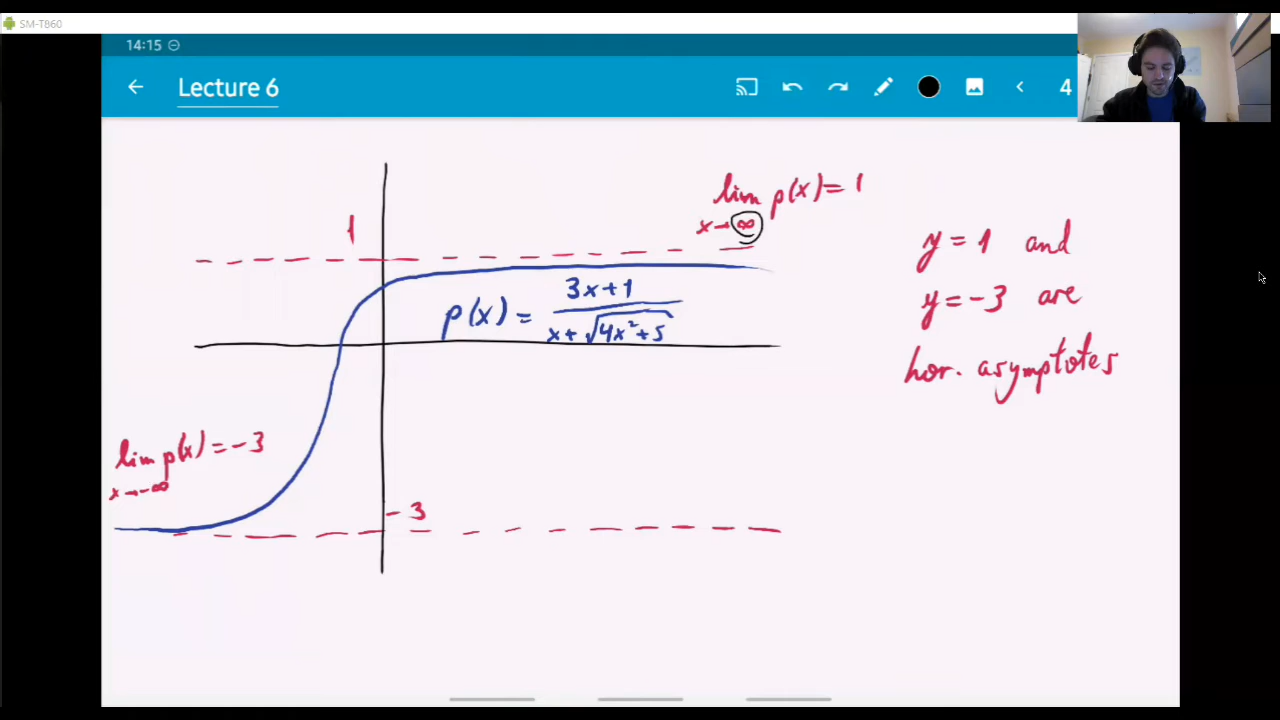 SM-T860
14:15
Lecture 6
4
lim p(x) = 1
x→∞
1
y = 1 and
y = -3 are
hor. asymptotes
p(x) = (3x+1)/(x+√(4x²+5))
lim p(x) = -3
x→-∞
-3